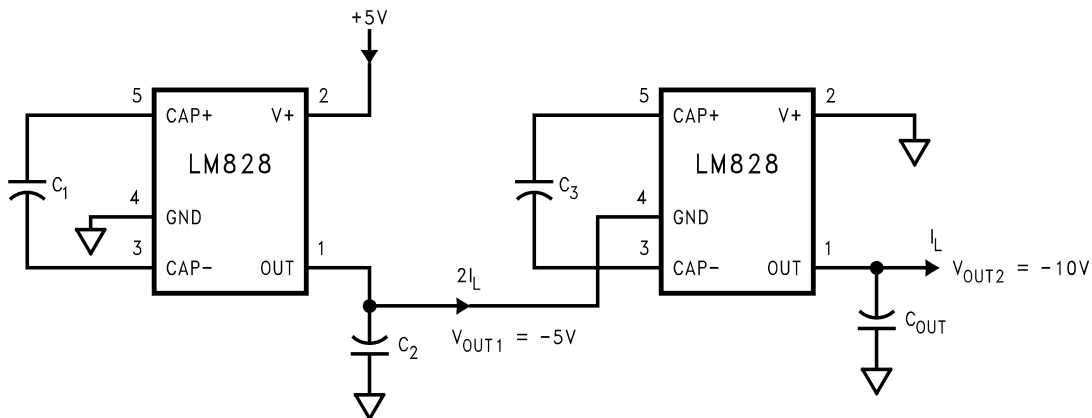 +5V
5
CAP+
V+
2
LM828
C1
4
GND
3
CAP-
OUT
1
2IL
C2
VOUT1 = -5V
5
CAP+
V+
2
LM828
C3
4
GND
3
CAP-
OUT
1
IL
VOUT2 = -10V
COUT